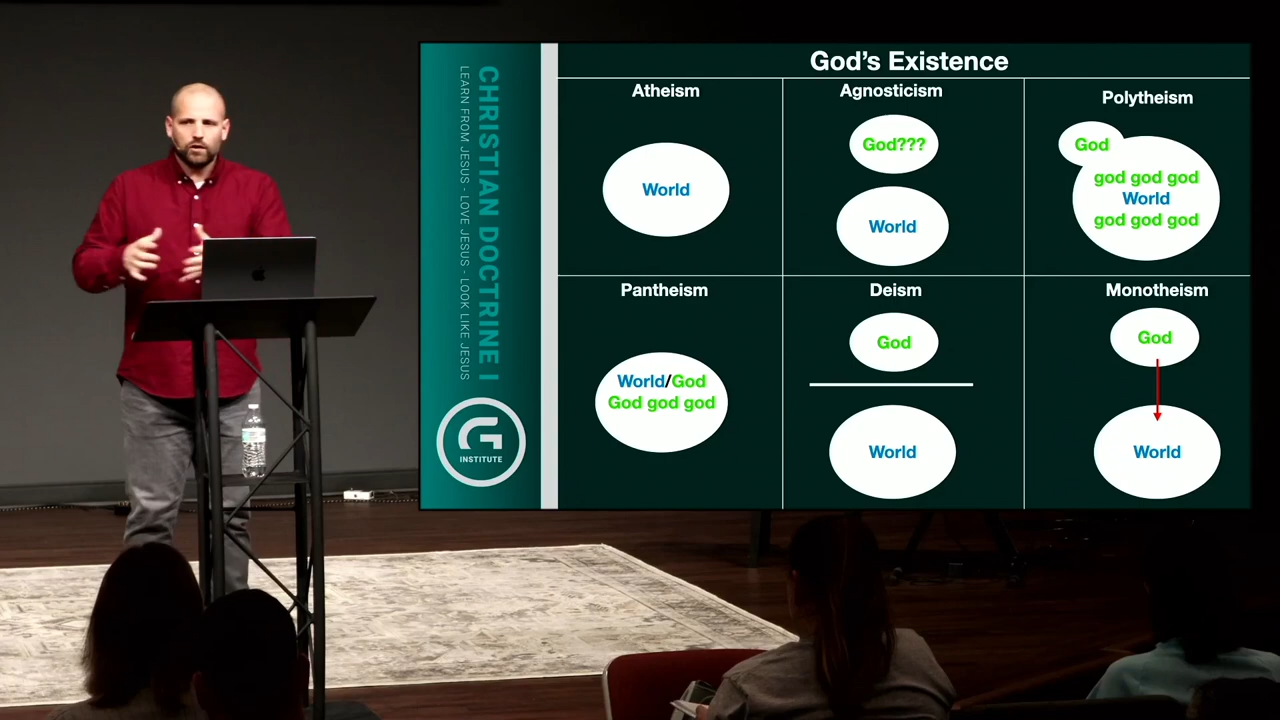 CHRISTIAN DOCTRINE I
LEARN FROM JESUS - LOVE JESUS - LOOK LIKE JESUS
G
INSTITUTE
God's Existence
Atheism
World
Agnosticism
God???
World
Polytheism
God
god god god
World
god god god
Pantheism
World/God
God god god
Deism
God
World
Monotheism
God
World